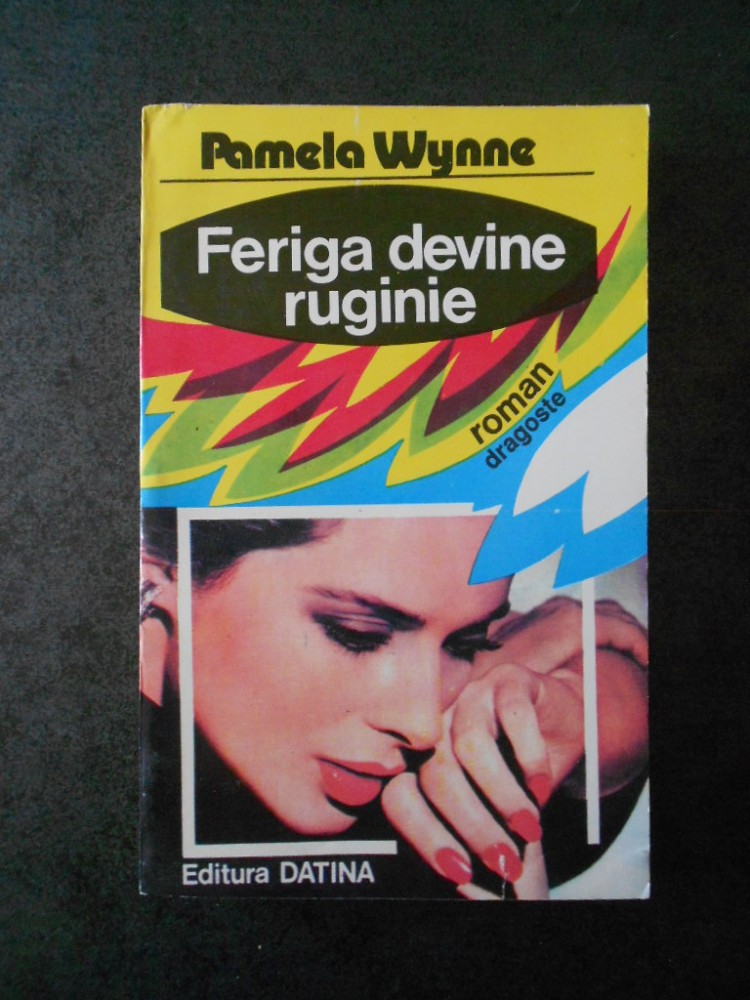 Pamela Wynne
Feriga devine
ruginie
roman
dragoste
Editura DATINA